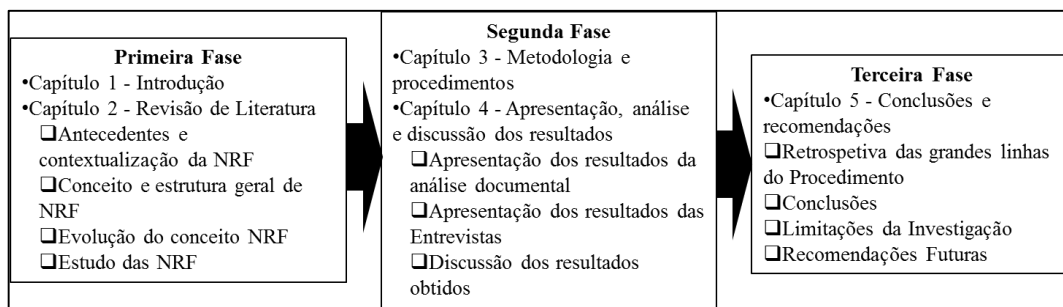 Primeira Fase
•Capítulo 1 - Introdução
•Capítulo 2 - Revisão de Literatura
❑Antecedentes e
contextualização da NRF
❑Conceito e estrutura geral de
NRF
❑Evolução do conceito NRF
❑Estudo das NRF
Segunda Fase
•Capítulo 3 - Metodologia e
procedimentos
•Capítulo 4 - Apresentação, análise
e discussão dos resultados
❑Apresentação dos resultados da
análise documental
❑Apresentação dos resultados das
Entrevistas
❑Discussão dos resultados
obtidos
Terceira Fase
•Capítulo 5 - Conclusões e
recomendações
❑Retrospetiva das grandes linhas
do Procedimento
❑Conclusões
❑Limitações da Investigação
❑Recomendações Futuras